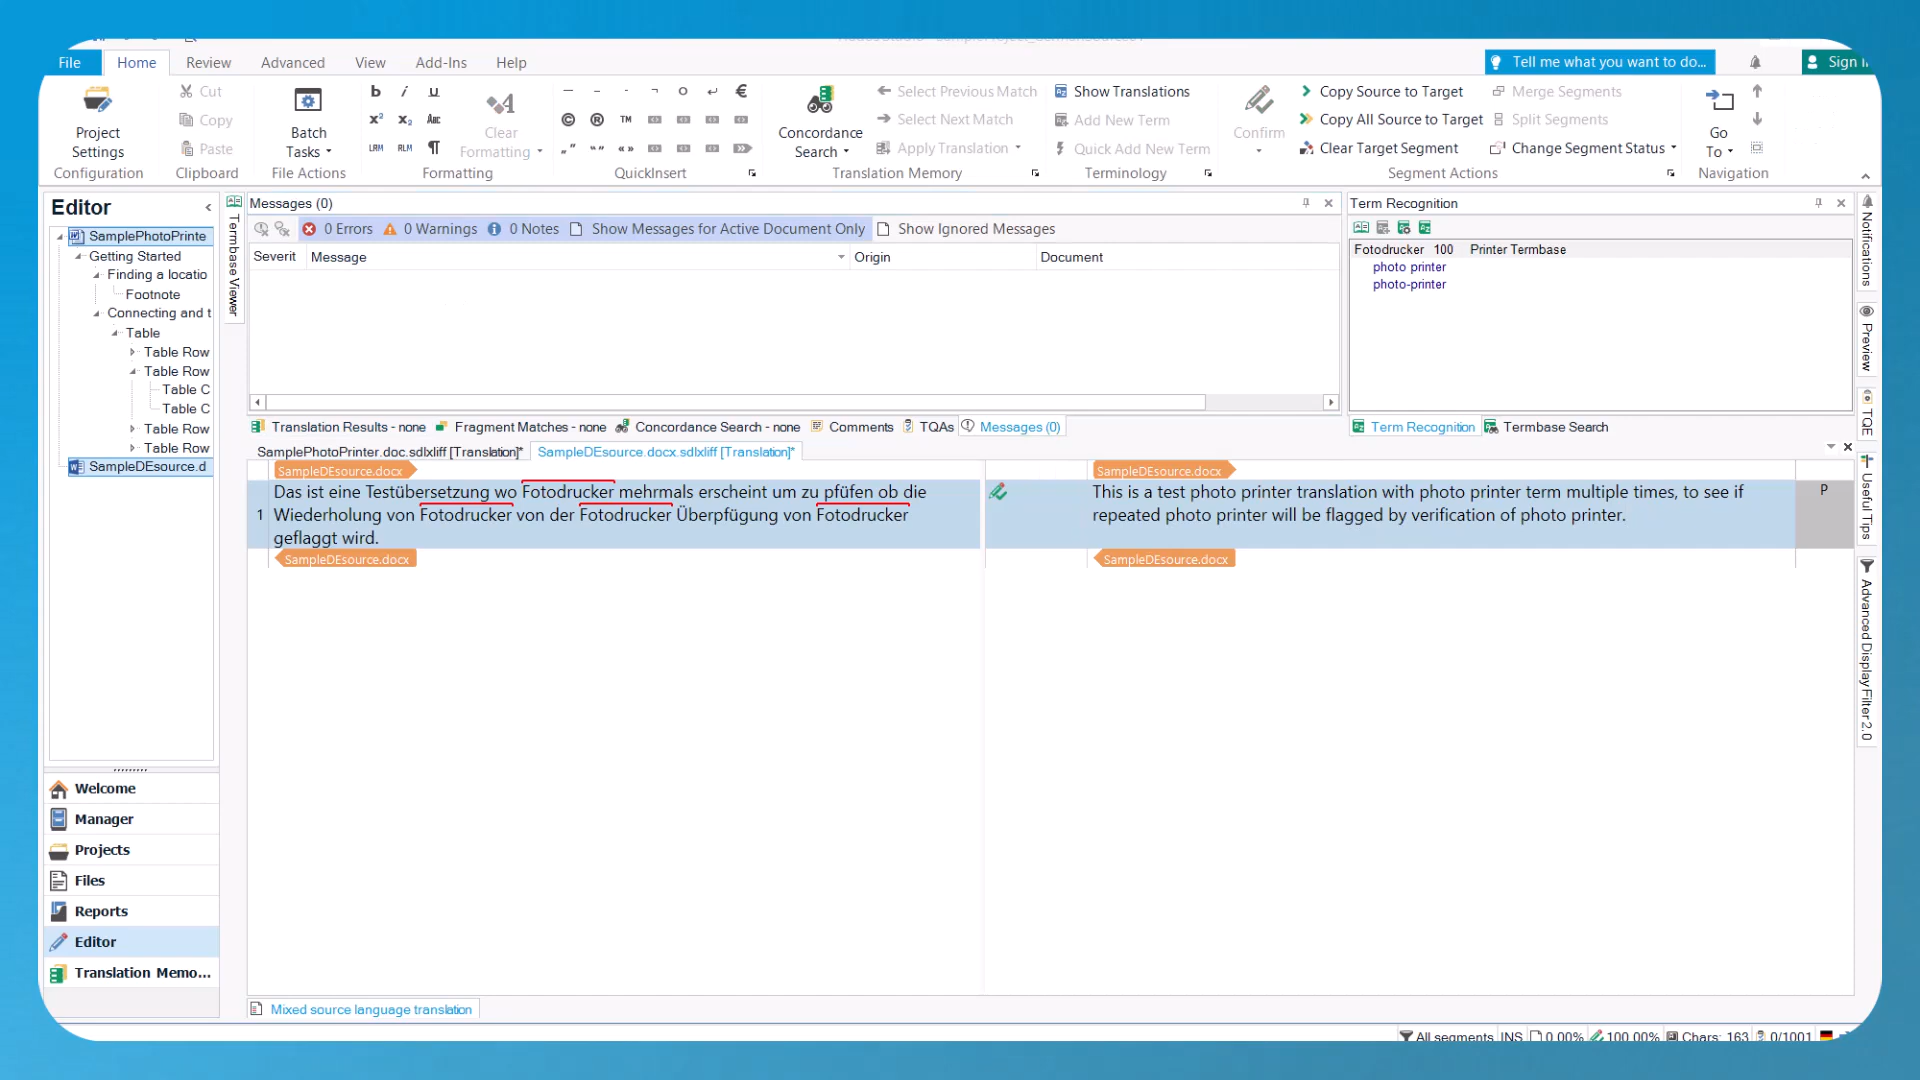 File Home Review Advanced View Add-Ins Help Tell me what you want to do...
Project Settings
Configuration
Cut
Copy
Paste
Clipboard
Batch Tasks
File Actions
b i u
x² x₂ Abc
LRM RLM ¶
Clear Formatting
Formatting
€
© ® TM
QuickInsert
Concordance Search
Select Previous Match
Select Next Match
Apply Translation
Translation Memory
Show Translations
Add New Term
Quick Add New Term
Terminology
Confirm
Copy Source to Target
Copy All Source to Target
Clear Target Segment
Merge Segments
Split Segments
Change Segment Status
Segment Actions
Go To
Navigation
Editor
SamplePhotoPrinte
Getting Started
Finding a locatio
Footnote
Connecting and t
Table
Table Row
Table Row
Table C
Table C
Table Row
Table Row
SampleDEsource.d
Welcome
Manager
Projects
Files
Reports
Editor
Translation Memo...
Termbase Viewer
Messages (0)
0 Errors 0 Warnings 0 Notes Show Messages for Active Document Only Show Ignored Messages
Severit Message Origin Document
Translation Results - none Fragment Matches - none Concordance Search - none Comments TQAs Messages (0)
Term Recognition
Fotodrucker 100 Printer Termbase
photo printer
photo-printer
Term Recognition Termbase Search
SamplePhotoPrinter.doc.sdlxliff [Translation]* SampleDEsource.docx.sdlxliff [Translation]*
SampleDEsource.docx SampleDEsource.docx
1
Das ist eine Testübersetzung wo Fotodrucker mehrmals erscheint um zu pfüfen ob die
Wiederholung von Fotodrucker von der Fotodrucker Überpfügung von Fotodrucker
geflaggt wird.
This is a test photo printer translation with photo printer term multiple times, to see if
repeated photo printer will be flagged by verification of photo printer.
P
SampleDEsource.docx SampleDEsource.docx
Notifications
Preview
TQE
Useful Tips
Advanced Display Filter 2.0
Mixed source language translation
All segments INS 0.00% 100.00% Chars: 163 0/1001